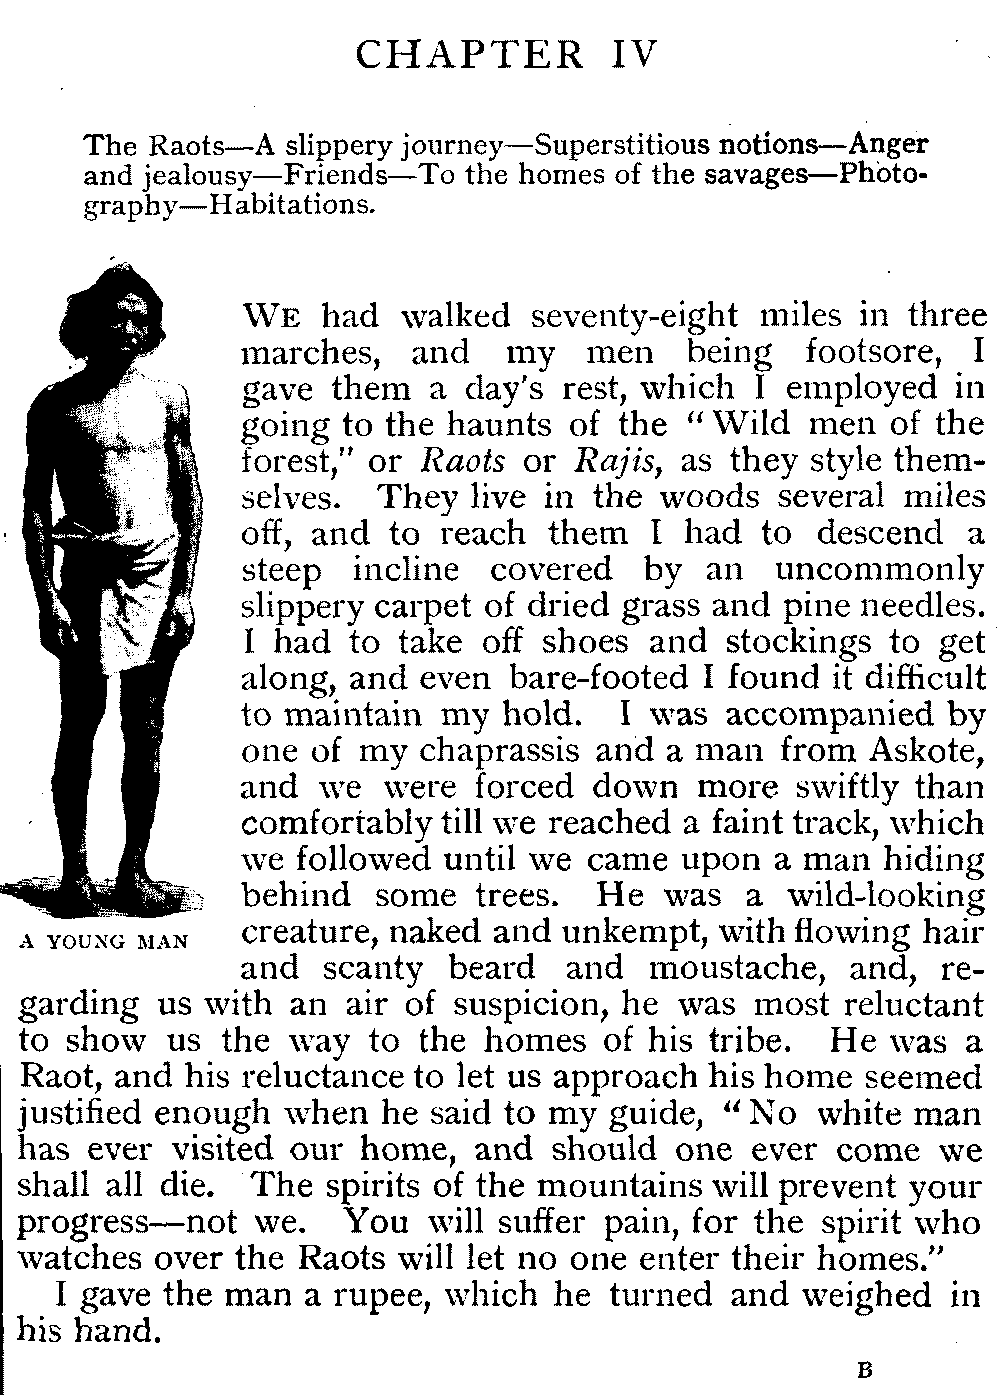 CHAPTER IV
The Raots—A slippery journey—Superstitious notions—Anger
and jealousy—Friends—To the homes of the savages—Photo-
graphy—Habitations.
WE had walked seventy-eight miles in three
marches, and my men being footsore, I
gave them a day's rest, which I employed in
going to the haunts of the "Wild men of the
forest," or Raots or Rajis, as they style them-
selves. They live in the woods several miles
off, and to reach them I had to descend a
steep incline covered by an uncommonly
slippery carpet of dried grass and pine needles.
I had to take off shoes and stockings to get
along, and even bare-footed I found it difficult
to maintain my hold. I was accompanied by
one of my chaprassis and a man from Askote,
and we were forced down more swiftly than
comfortably till we reached a faint track, which
we followed until we came upon a man hiding
behind some trees. He was a wild-looking
creature, naked and unkempt, with flowing hair
and scanty beard and moustache, and, re-
A YOUNG MAN
garding us with an air of suspicion, he was most reluctant
to show us the way to the homes of his tribe. He was a
Raot, and his reluctance to let us approach his home seemed
justified enough when he said to my guide, "No white man
has ever visited our home, and should one ever come we
shall all die. The spirits of the mountains will prevent your
progress—not we. You will suffer pain, for the spirit who
watches over the Raots will let no one enter their homes."
I gave the man a rupee, which he turned and weighed in
his hand.
B